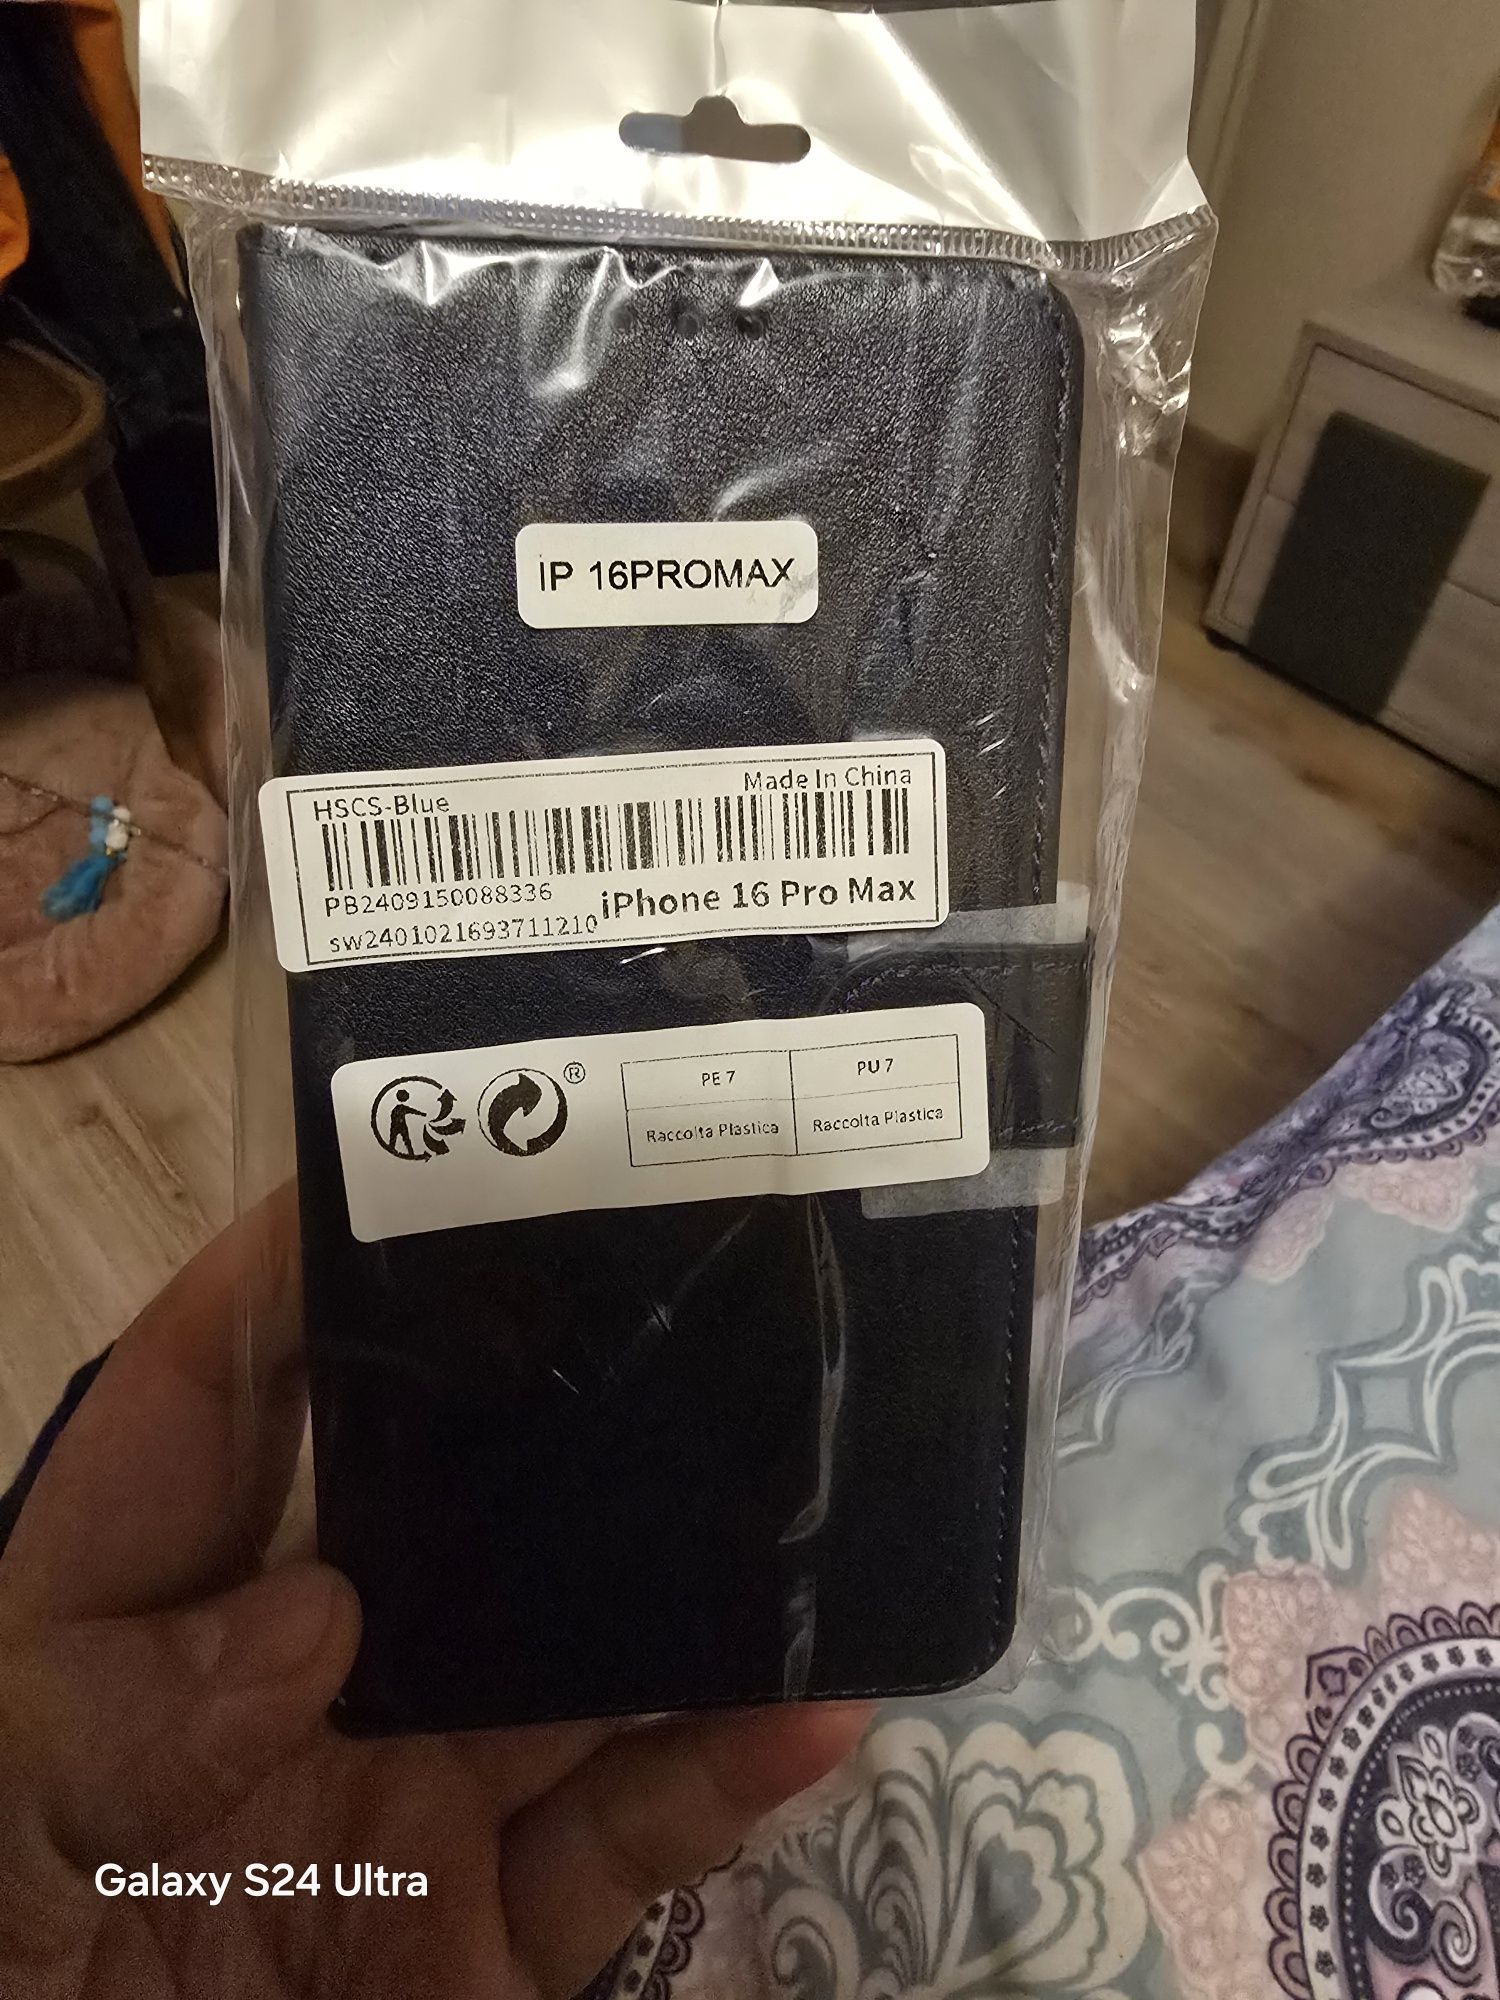 iP 16PROMAX
HSCS-Blue
Made In China
PB2409150088336
iPhone 16 Pro Max
sw2401021693711210
®
PE 7
PU 7
Raccolta Plastica
Raccolta Plastica
Galaxy S24 Ultra